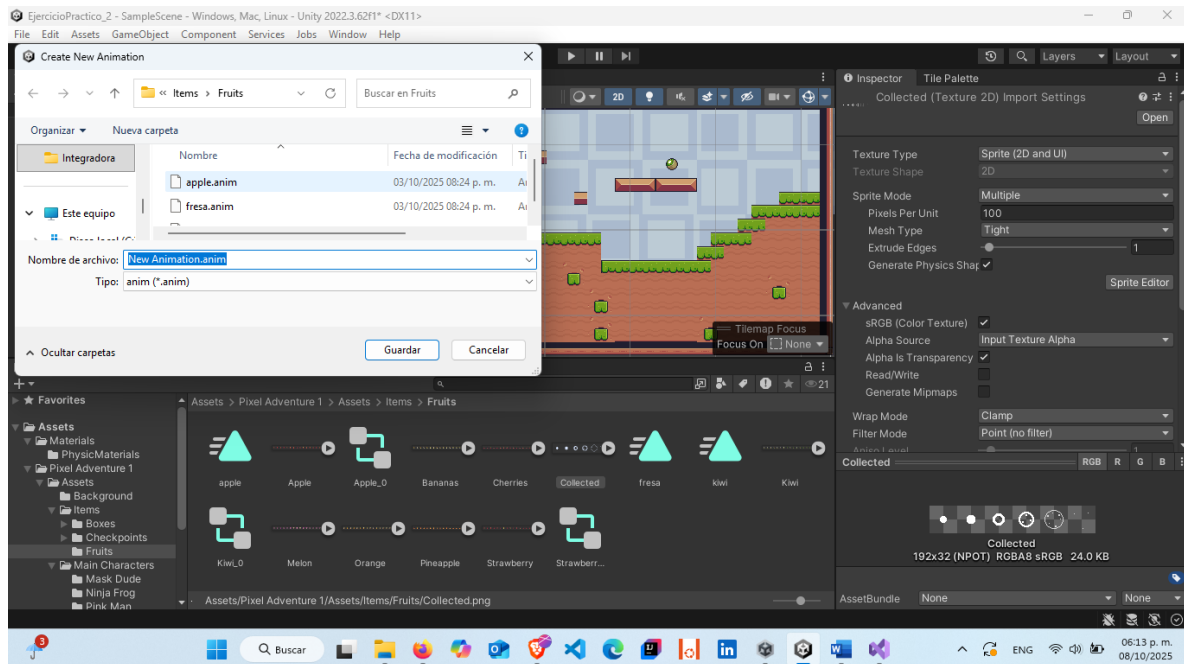 EjercicioPractico_2 - SampleScene - Windows, Mac, Linux - Unity 2022.3.62f1* <DX11>
File Edit Assets GameObject Component Services Jobs Window Help
Create New Animation
« Items > Fruits
Buscar en Fruits
Organizar
Nueva carpeta
Integradora
Este equipo
Nombre
Fecha de modificación
apple.anim
03/10/2025 08:24 p. m.
fresa.anim
03/10/2025 08:24 p. m.
Nombre de archivo: New Animation.anim
Tipo: anim (*.anim)
Ocultar carpetas
Guardar
Cancelar
Layers
Layout
2D
Tilemap Focus
Focus On None
Inspector
Tile Palette
Collected (Texture 2D) Import Settings
Open
Texture Type Sprite (2D and UI)
Texture Shape 2D
Sprite Mode Multiple
Pixels Per Unit 100
Mesh Type Tight
Extrude Edges 1
Generate Physics Shap
Sprite Editor
Advanced
sRGB (Color Texture)
Alpha Source Input Texture Alpha
Alpha Is Transparency
Read/Write
Generate Mipmaps
Wrap Mode Clamp
Filter Mode Point (no filter)
Aniso Level 1
Collected
RGB R G B
Collected
192x32 (NPOT) RGBA8 sRGB 24.0 KB
AssetBundle None None
21
Favorites
Assets
Materials
PhysicMaterials
Pixel Adventure 1
Assets
Background
Items
Boxes
Checkpoints
Fruits
Main Characters
Mask Dude
Ninja Frog
Pink Man
Assets > Pixel Adventure 1 > Assets > Items > Fruits
apple Apple Apple_0 Bananas Cherries Collected fresa kiwi Kiwi
Kiwi_0 Melon Orange Pineapple Strawberry Strawberr...
Assets/Pixel Adventure 1/Assets/Items/Fruits/Collected.png
3
Buscar
ENG
06:13 p. m.
08/10/2025